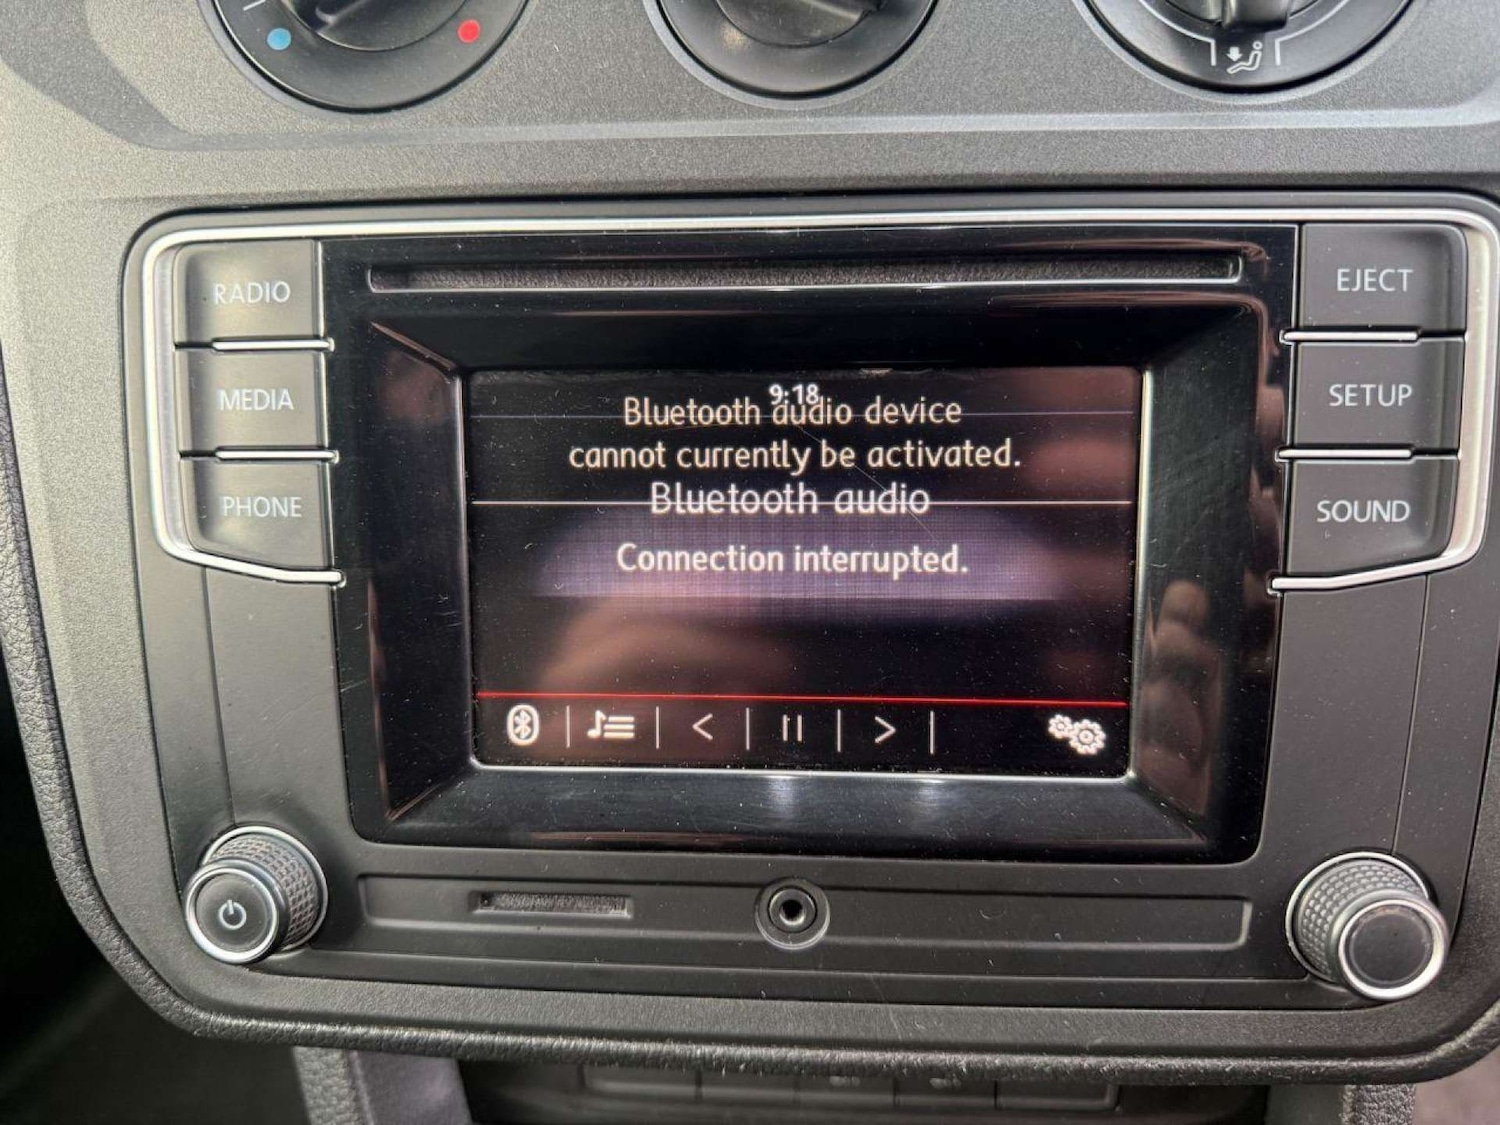 RADIO
MEDIA
PHONE
9:18
Bluetooth audio device
cannot currently be activated.
Bluetooth audio
Connection interrupted.
EJECT
SETUP
SOUND